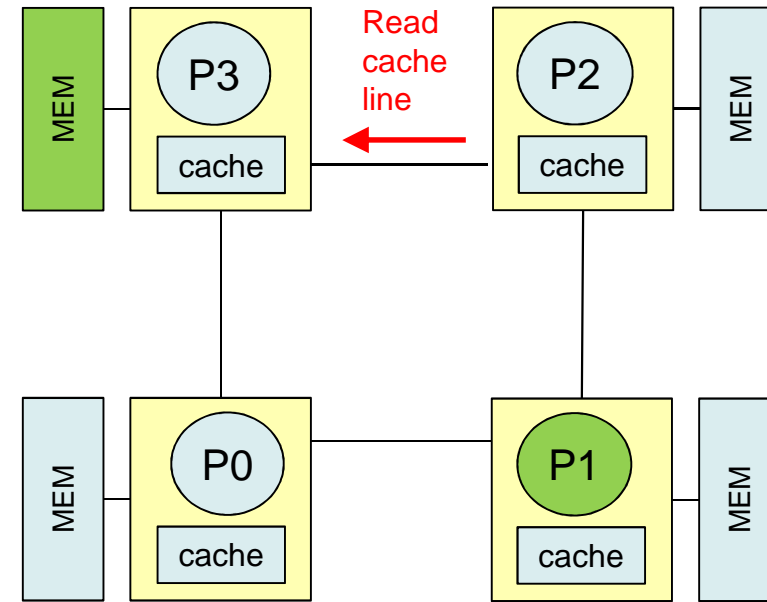 MEM
P3
cache
Read
cache
line
P2
cache
MEM
MEM
P0
cache
P1
cache
MEM